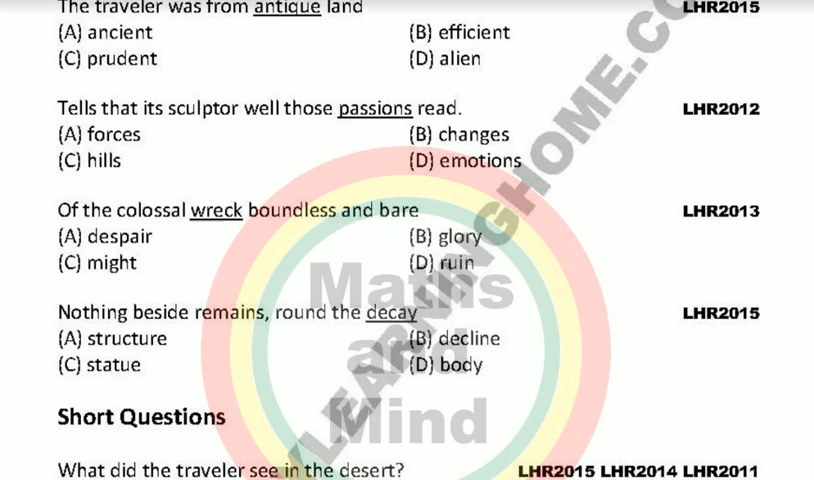 The traveler was from antique land LHR2015
(A) ancient (B) efficient
(C) prudent (D) alien
Tells that its sculptor well those passions read. LHR2012
(A) forces (B) changes
(C) hills (D) emotions
Of the colossal wreck boundless and bare LHR2013
(A) despair (B) glory
(C) might (D) ruin
Nothing beside remains, round the decay LHR2015
(A) structure (B) decline
(C) statue (D) body
Short Questions
What did the traveler see in the desert? LHR2015 LHR2014 LHR2011
Maths
and
Mind
LEARNINGHOME.CO